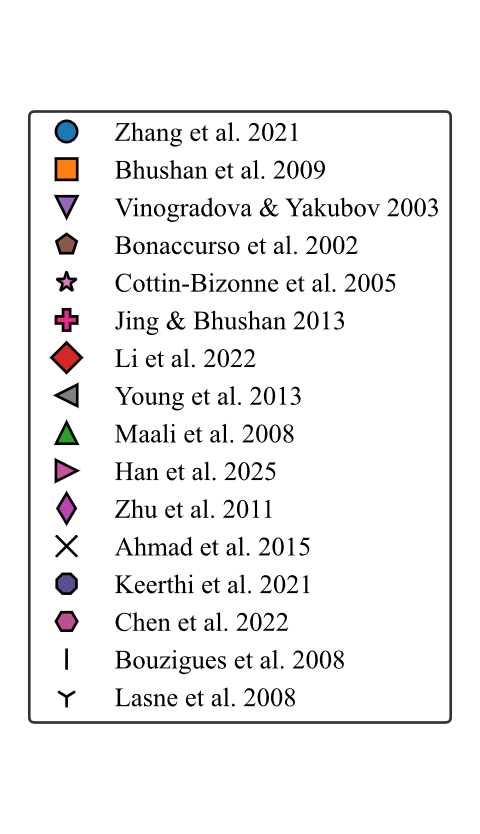 Zhang et al. 2021
Bhushan et al. 2009
Vinogradova & Yakubov 2003
Bonaccurso et al. 2002
Cottin-Bizonne et al. 2005
Jing & Bhushan 2013
Li et al. 2022
Young et al. 2013
Maali et al. 2008
Han et al. 2025
Zhu et al. 2011
Ahmad et al. 2015
Keerthi et al. 2021
Chen et al. 2022
Bouzigues et al. 2008
Lasne et al. 2008